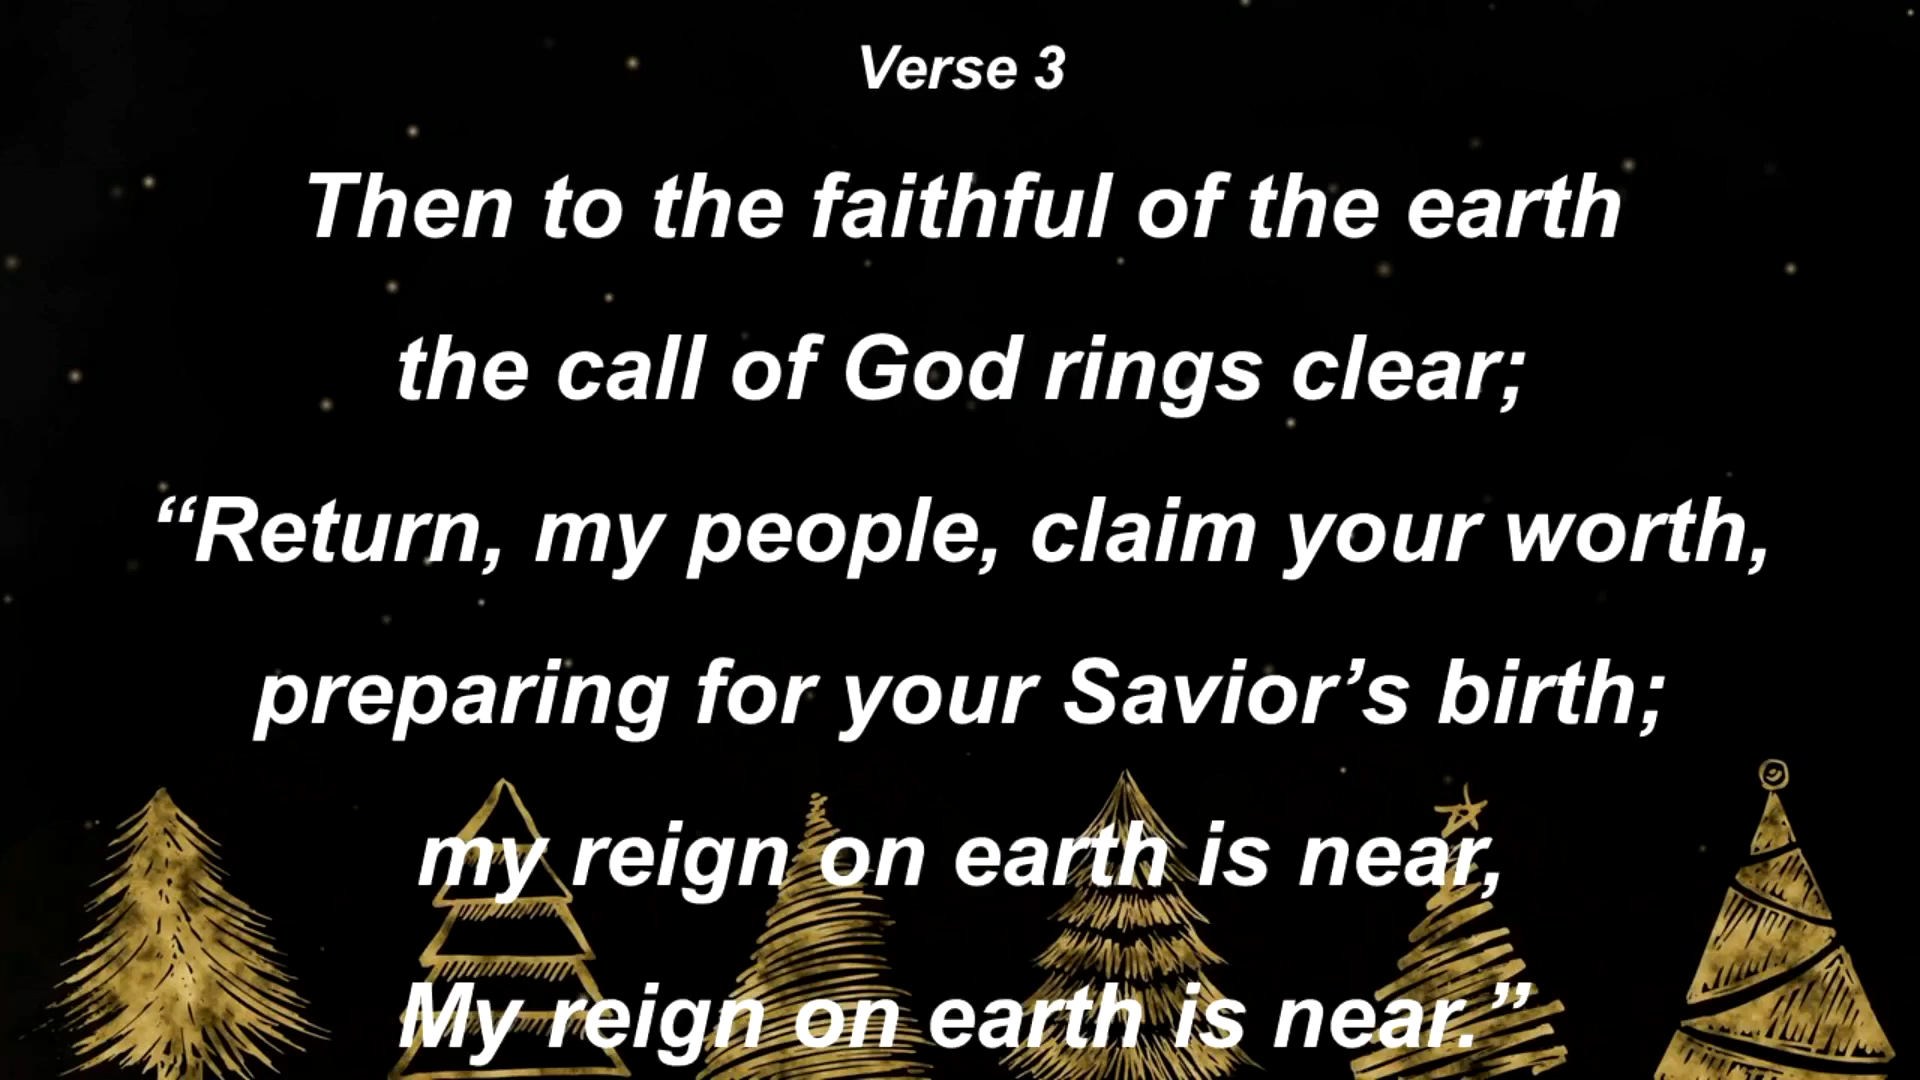 Verse 3
Then to the faithful of the earth
the call of God rings clear;
“Return, my people, claim your worth,
preparing for your Savior’s birth;
my reign on earth is near,
My reign on earth is near.”